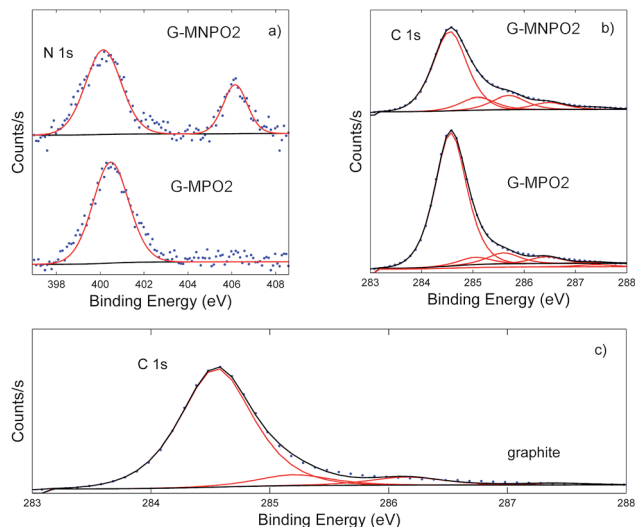 N 1s
G-MNPO2
a)
G-MPO2
Counts/s
398 400 402 404 406 408
Binding Energy (eV)
C 1s
G-MNPO2
b)
G-MPO2
Counts/s
283 284 285 286 287 288
Binding Energy (eV)
C 1s
c)
graphite
Counts/s
283 284 285 286 287 288
Binding Energy (eV)